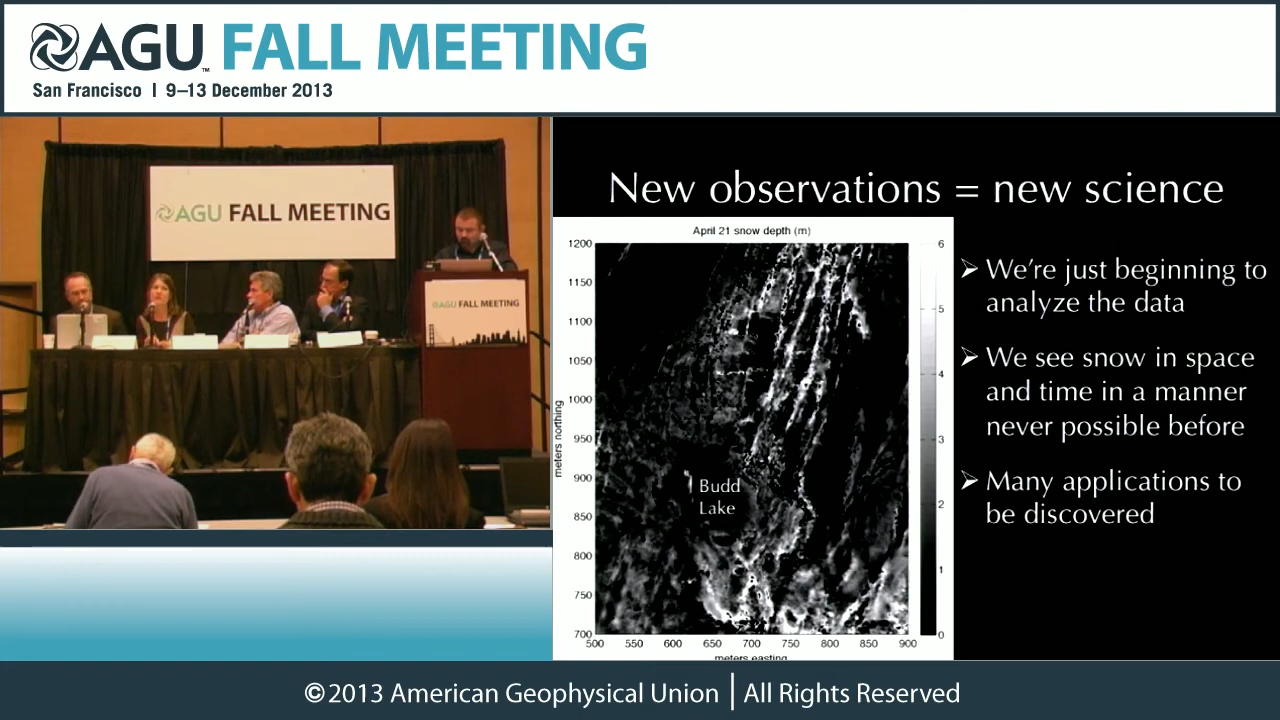 AGU FALL MEETING
San Francisco | 9–13 December 2013
AGU FALL MEETING
AGU FALL MEETING
New observations = new science
April 21 snow depth (m)
1200
1150
1100
1050
1000
950
900
850
800
750
700
meters northing
500 550 600 650 700 750 800 850 900
meters easting
6
5
4
3
2
1
0
Budd
Lake
➢ We're just beginning to
analyze the data
➢ We see snow in space
and time in a manner
never possible before
➢ Many applications to
be discovered
©2013 American Geophysical Union | All Rights Reserved